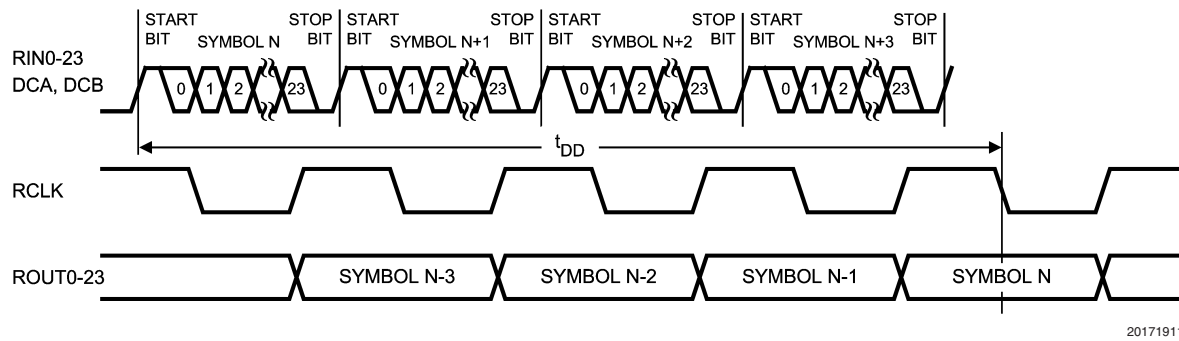 START STOP START STOP START STOP START STOP
BIT SYMBOL N BIT BIT SYMBOL N+1 BIT BIT SYMBOL N+2 BIT BIT SYMBOL N+3 BIT
RIN0-23
DCA, DCB
0 1 2 23 0 1 2 23 0 1 2 23 0 1 2 23
tDD
RCLK
ROUT0-23 SYMBOL N-3 SYMBOL N-2 SYMBOL N-1 SYMBOL N